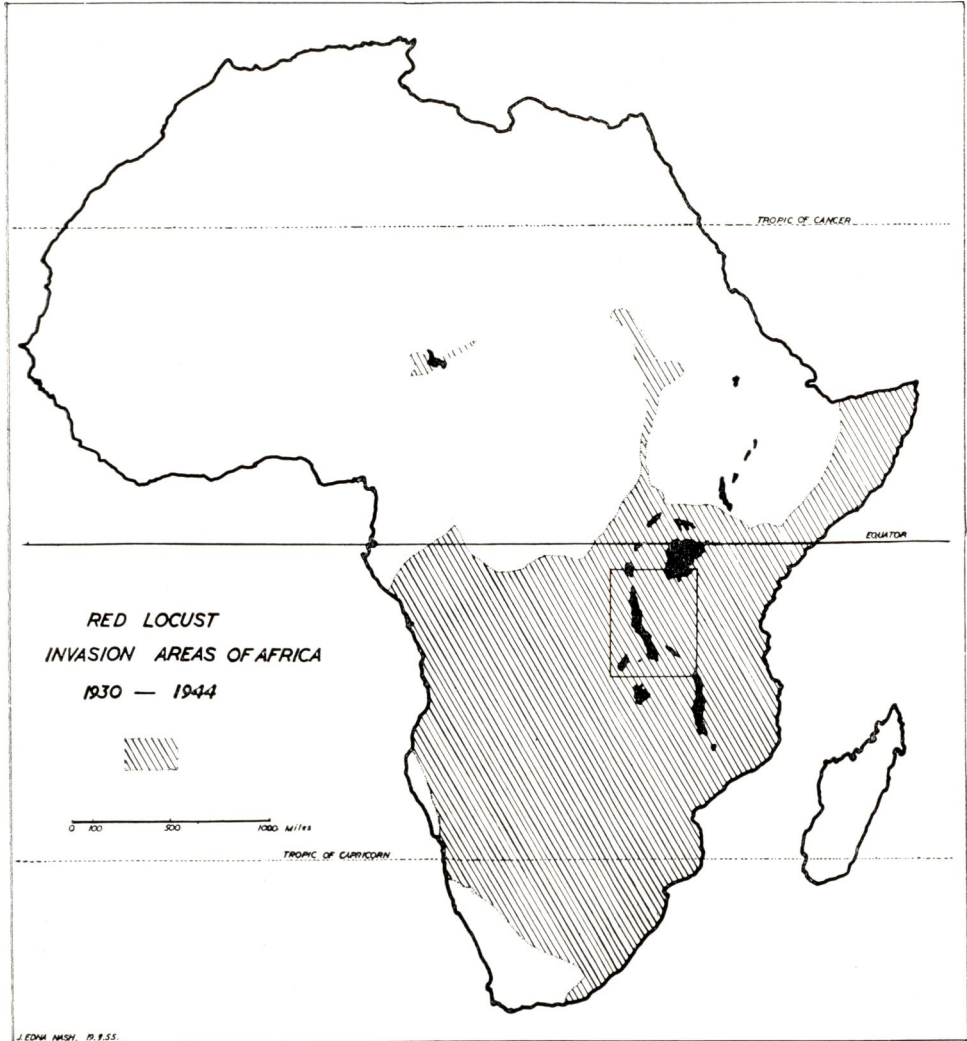 TROPIC OF CANCER
EQUATOR
RED LOCUST
INVASION AREAS OF AFRICA
1930 — 1944
0 100 500 1000 Miles
TROPIC OF CAPRICORN
J. EDNA NASH. 19.9.55.